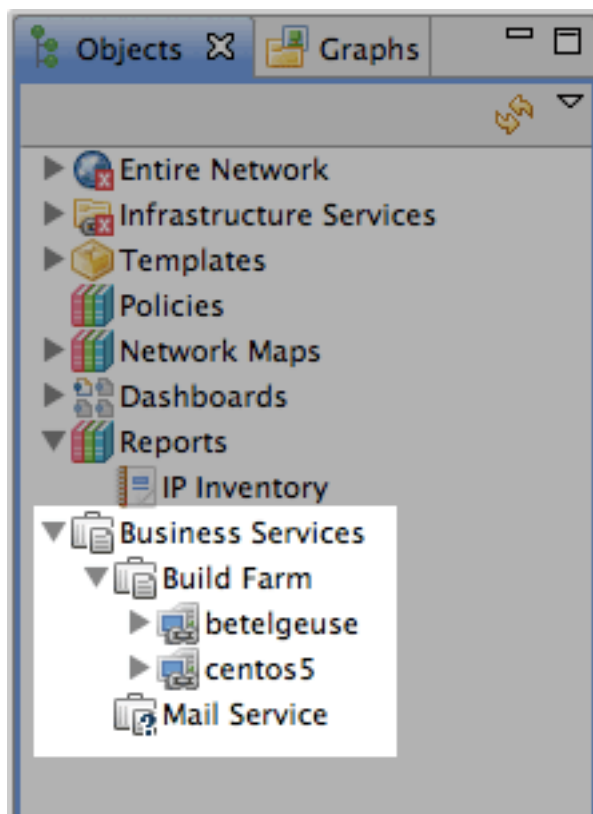 Objects Graphs
Entire Network
Infrastructure Services
Templates
Policies
Network Maps
Dashboards
Reports
IP Inventory
Business Services
Build Farm
betelgeuse
centos5
Mail Service